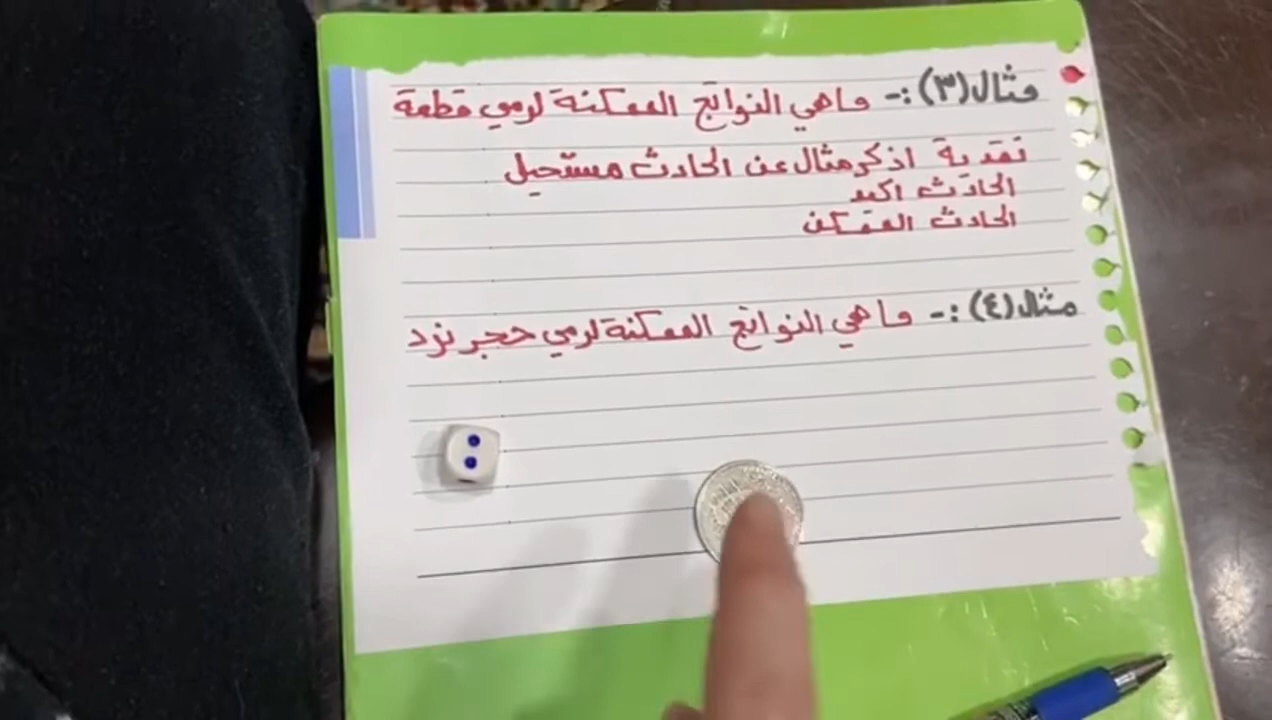 مثال (٣) :- ماهي النواتج الممكنة لرمي قطعة
نقدية اذكر مثال عن الحادث مستحيل
الحادث اكيد
الحادث الممكن
مثال (٤) :- ماهي النواتج الممكنة لرمي حجر نرد